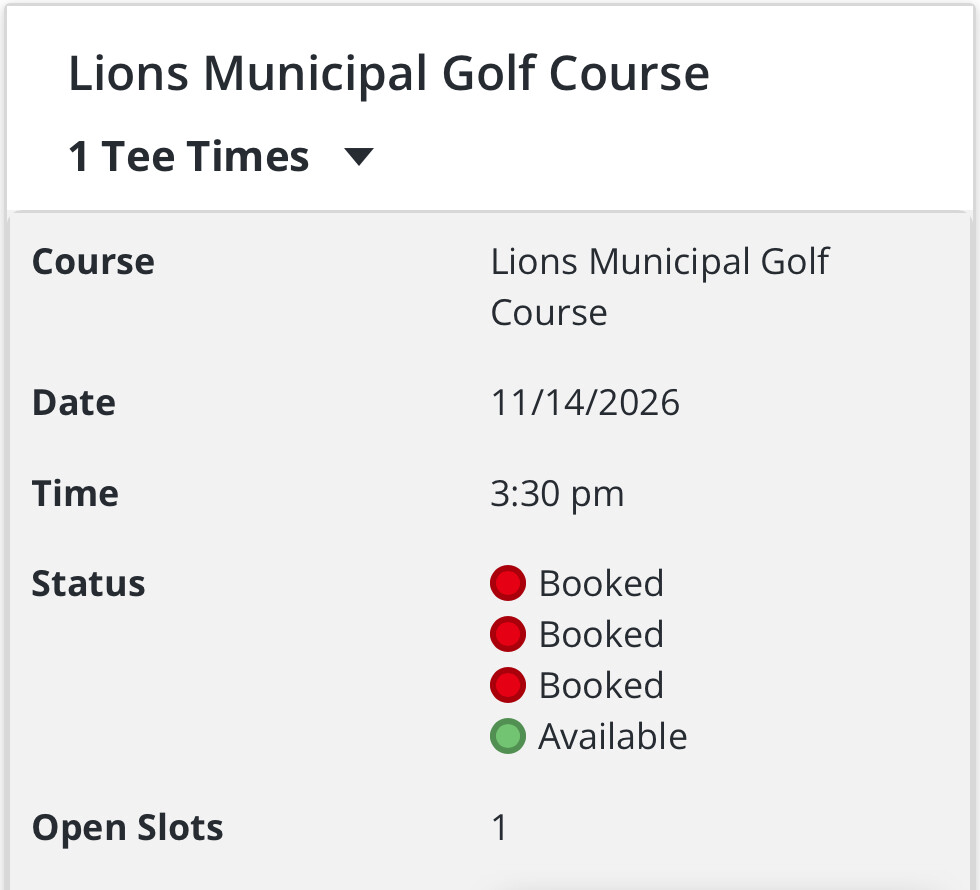 Lions Municipal Golf Course
1 Tee Times
Course
Lions Municipal Golf
Course
Date
11/14/2026
Time
3:30 pm
Status
Booked
Booked
Booked
Available
Open Slots
1